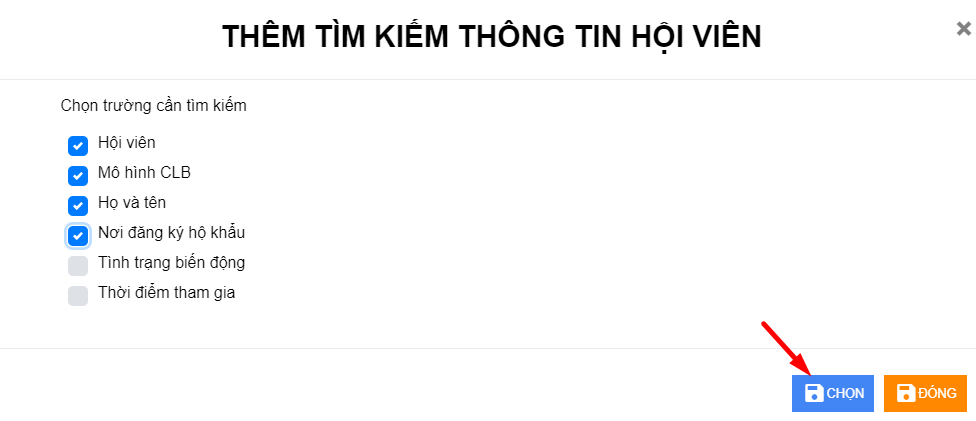 THÊM TÌM KIẾM THÔNG TIN HỘI VIÊN
Chọn trường cần tìm kiếm
Hội viên
Mô hình CLB
Họ và tên
Nơi đăng ký hộ khẩu
Tình trạng biến động
Thời điểm tham gia
CHỌN
ĐÓNG